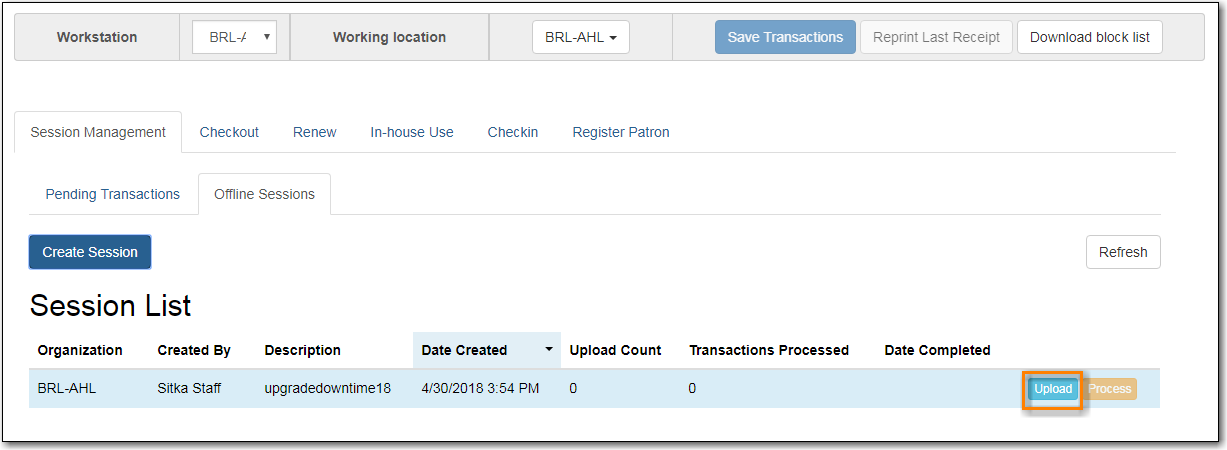 Workstation BRL-A Working location BRL-AHL Save Transactions Reprint Last Receipt Download block list
Session Management Checkout Renew In-house Use Checkin Register Patron
Pending Transactions Offline Sessions
Create Session Refresh
Session List
Organization Created By Description Date Created Upload Count Transactions Processed Date Completed
BRL-AHL Sitka Staff upgradedowntime18 4/30/2018 3:54 PM 0 0 Upload Process